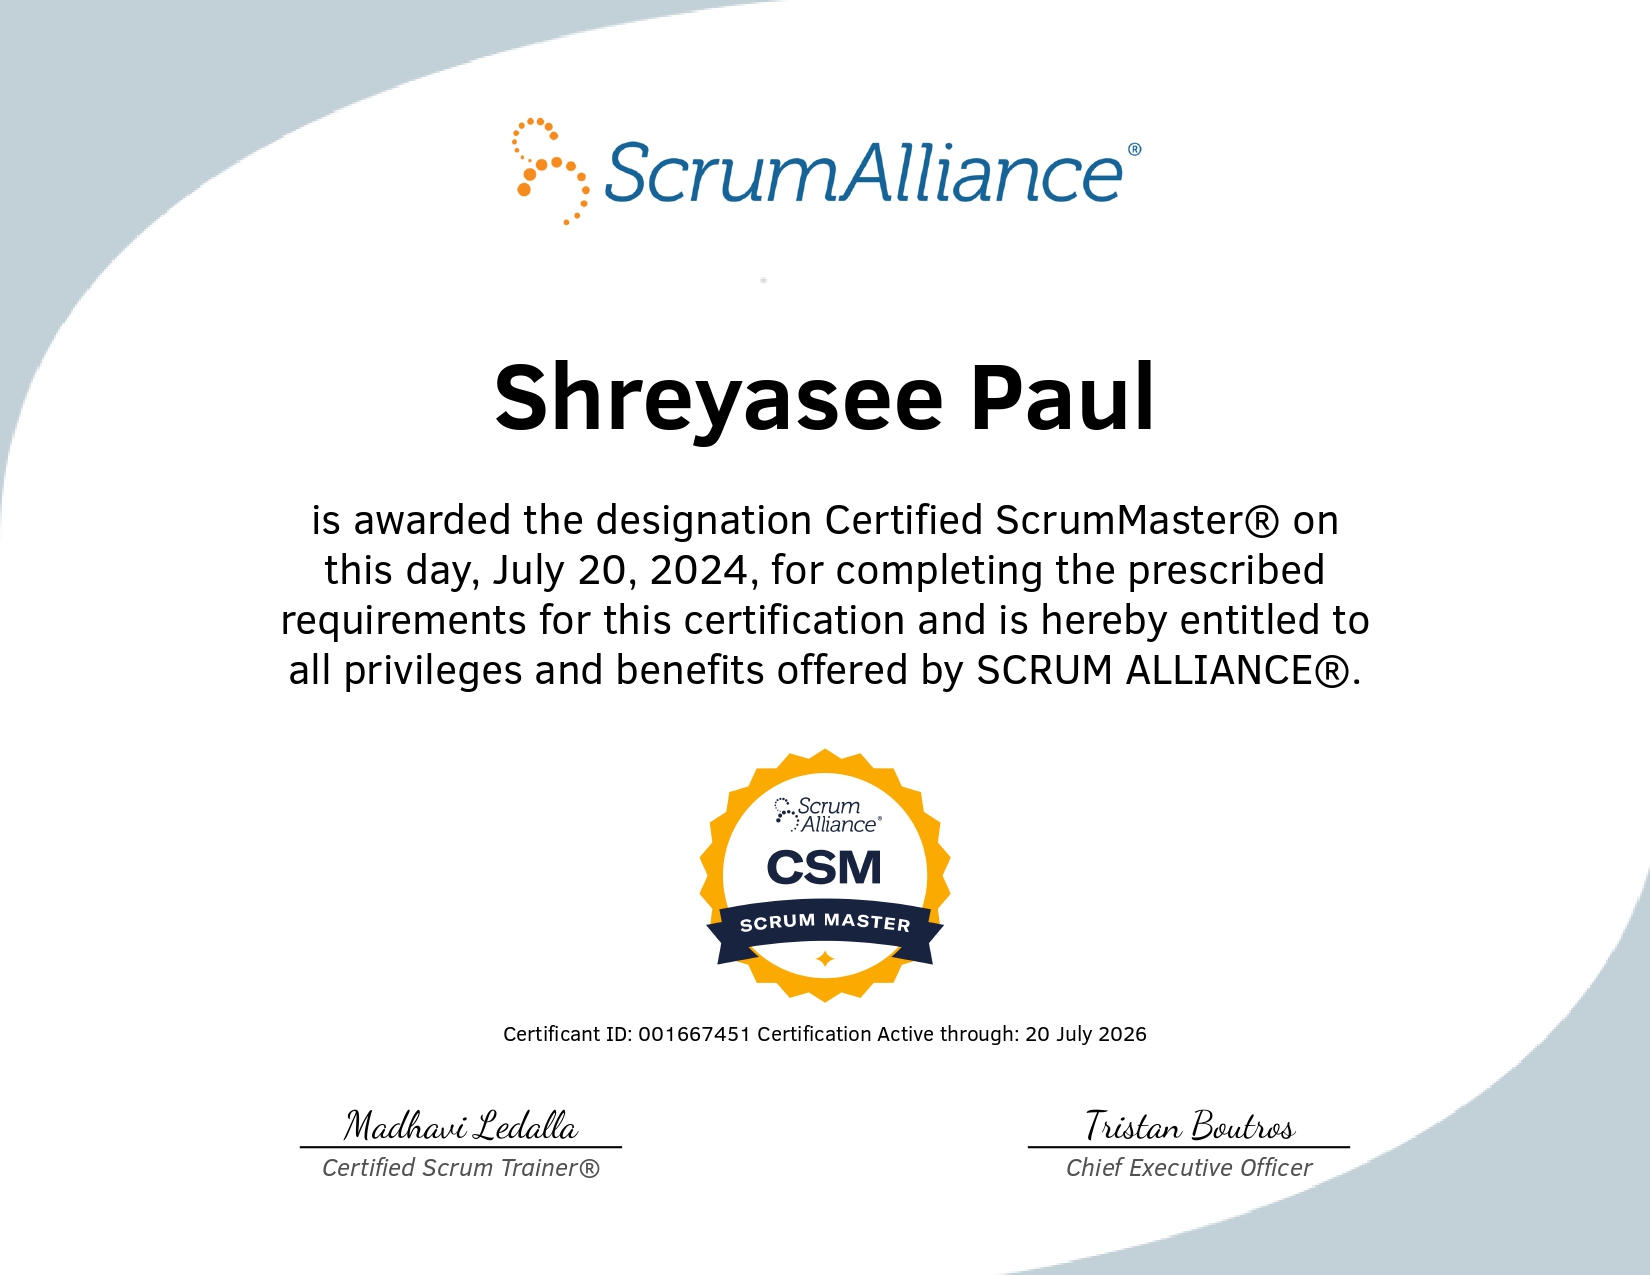 ScrumAlliance®
Shreyasee Paul
is awarded the designation Certified ScrumMaster® on
this day, July 20, 2024, for completing the prescribed
requirements for this certification and is hereby entitled to
all privileges and benefits offered by SCRUM ALLIANCE®.
Scrum
Alliance®
CSM
SCRUM MASTER
Certificant ID: 001667451 Certification Active through: 20 July 2026
Madhavi Ledalla
Certified Scrum Trainer®
Tristan Boutros
Chief Executive Officer